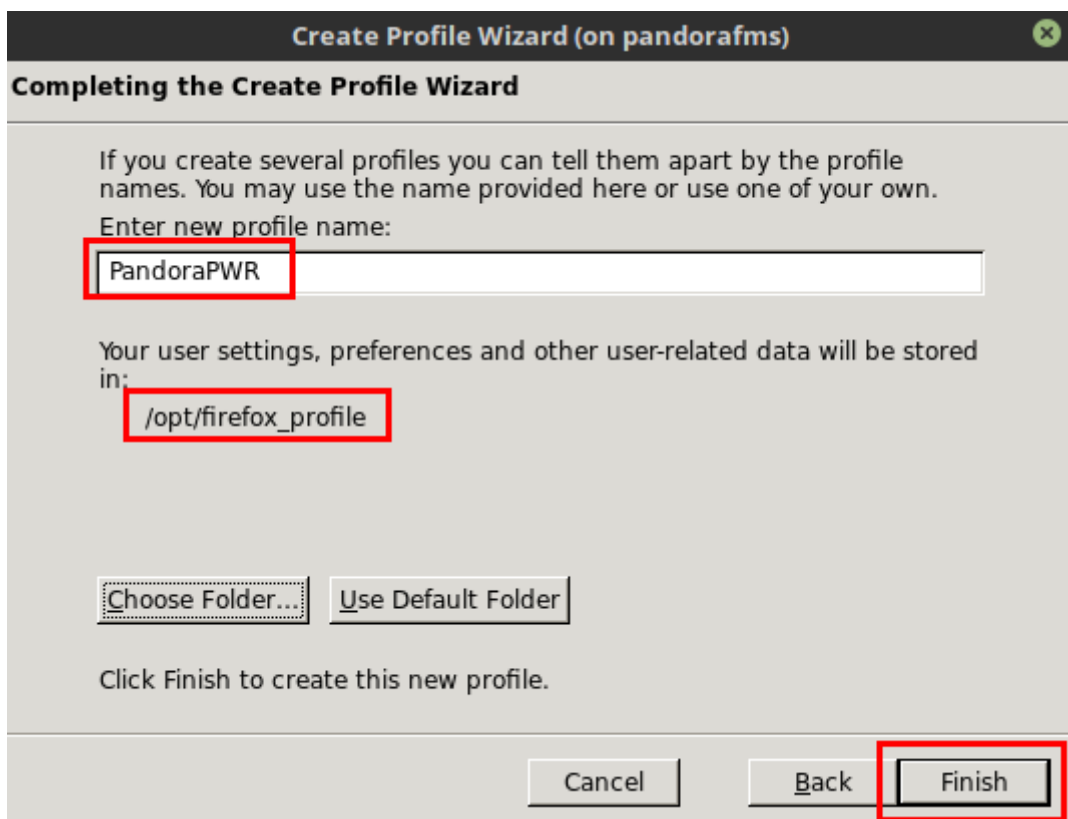 Create Profile Wizard (on pandorafms)
Completing the Create Profile Wizard
If you create several profiles you can tell them apart by the profile
names. You may use the name provided here or use one of your own.
Enter new profile name:
PandoraPWR
Your user settings, preferences and other user-related data will be stored
in:
/opt/firefox_profile
Choose Folder... Use Default Folder
Click Finish to create this new profile.
Cancel Back Finish